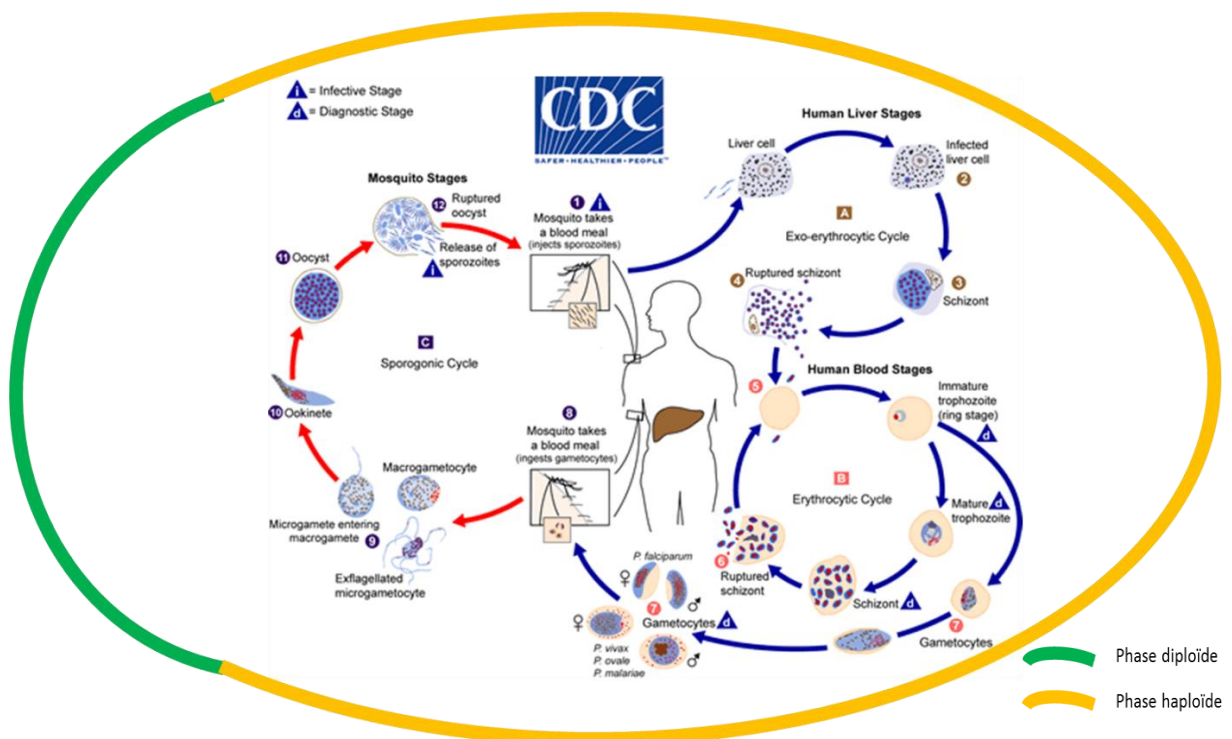 i = Infective Stage
d = Diagnostic Stage
CDC
SAFER•HEALTHIER•PEOPLE™
Mosquito Stages
12 Ruptured
oocyst
Release of
sporozoites
i
11 Oocyst
C
Sporogonic Cycle
10 Ookinete
Macrogametocyte
Microgamete entering
macrogamete 9
Exflagellated
microgametocyte
1 i
Mosquito takes
a blood meal
(injects sporozoites)
8
Mosquito takes
a blood meal
(ingests gametocytes)
Human Liver Stages
Liver cell
Infected
liver cell
2
A
Exo-erythrocytic Cycle
4 Ruptured schizont
3
Schizont
Human Blood Stages
5
Immature
trophozoite
(ring stage)
d
B
Erythrocytic Cycle
Mature d
trophozoite
6
Ruptured
schizont
Schizont d
7
Gametocytes
P. falciparum
♀
♂
7
Gametocytes d
♀
♂
P. vivax
P. ovale
P. malariae
Phase diploïde
Phase haploïde